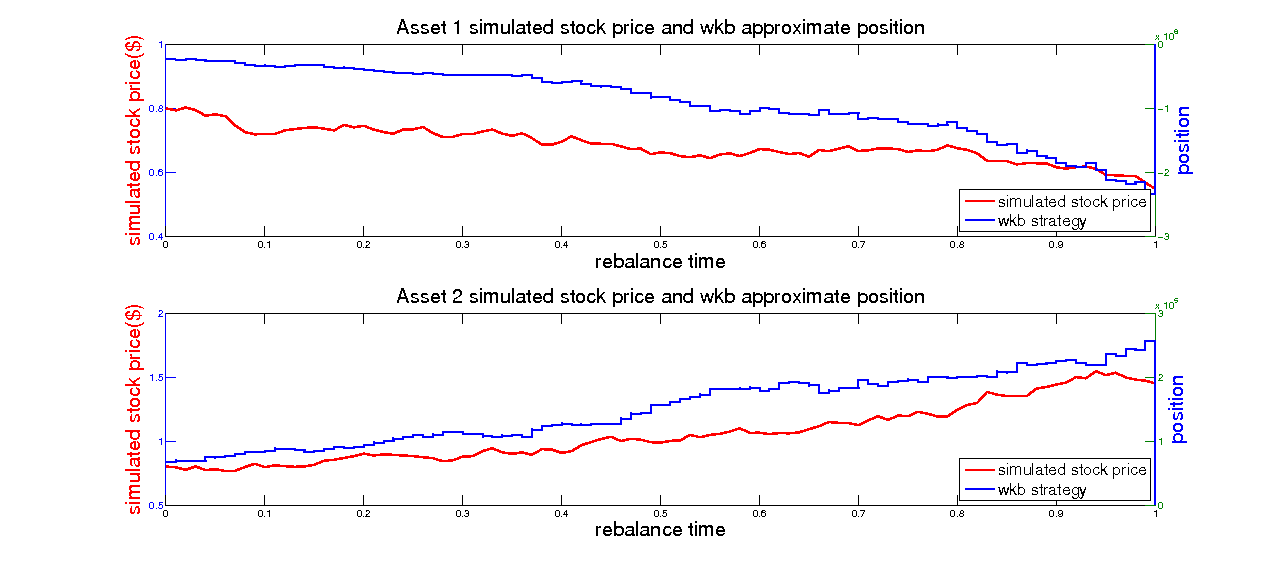 Asset 1 simulated stock price and wkb approximate position
simulated stock price($)
1
0.8
0.6
0.4
0 0.1 0.2 0.3 0.4 0.5 0.6 0.7 0.8 0.9 1
rebalance time
0
-1
-2
-3
position
simulated stock price
wkb strategy
Asset 2 simulated stock price and wkb approximate position
simulated stock price($)
2
1.5
1
0.5
0 0.1 0.2 0.3 0.4 0.5 0.6 0.7 0.8 0.9 1
rebalance time
3
2
1
0
position
simulated stock price
wkb strategy